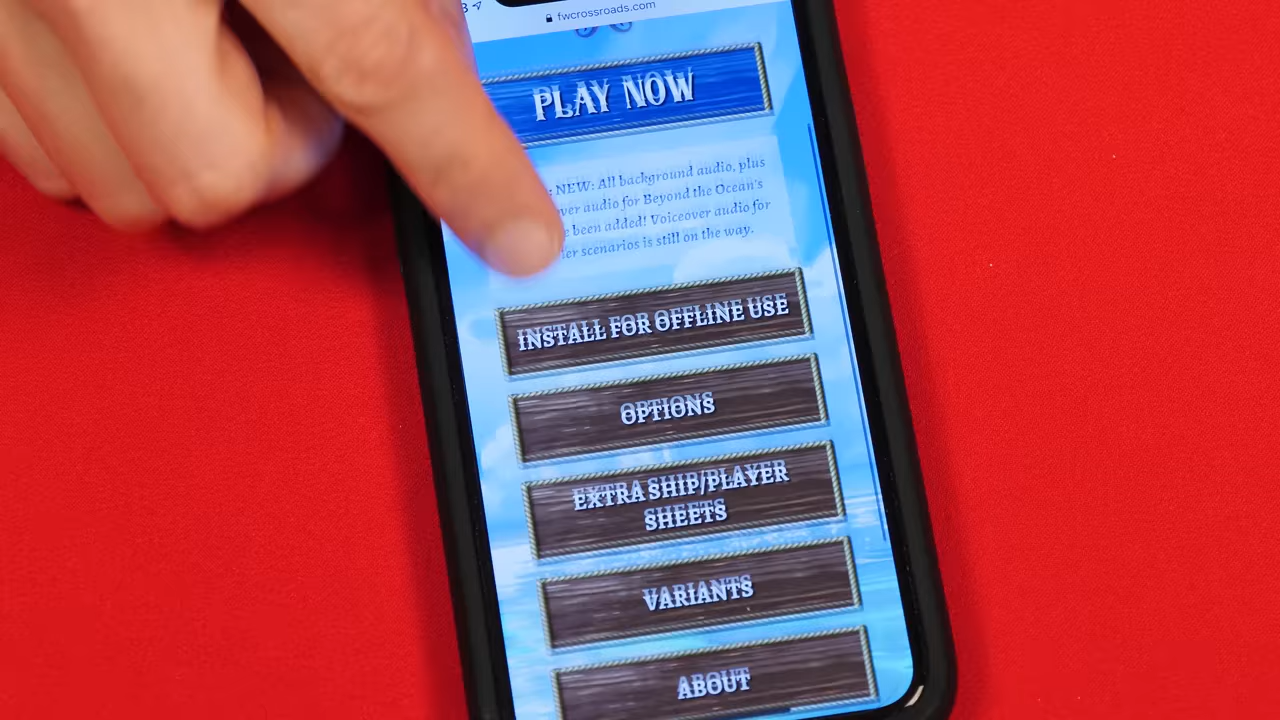 fwcrossroads.com
PLAY NOW
NEW: All background audio, plus
audio for Beyond the Ocean's
been added! Voiceover audio for
scenarios is still on the way.
INSTALL FOR OFFLINE USE
OPTIONS
EXTRA SHIP/PLAYER
SHEETS
VARIANTS
ABOUT